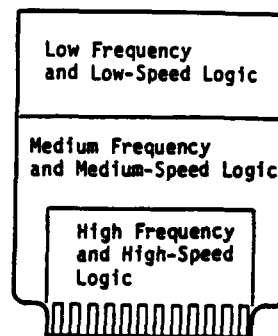 Low Frequency
and Low-Speed Logic
Medium Frequency
and Medium-Speed Logic
High Frequency
and High-Speed
Logic